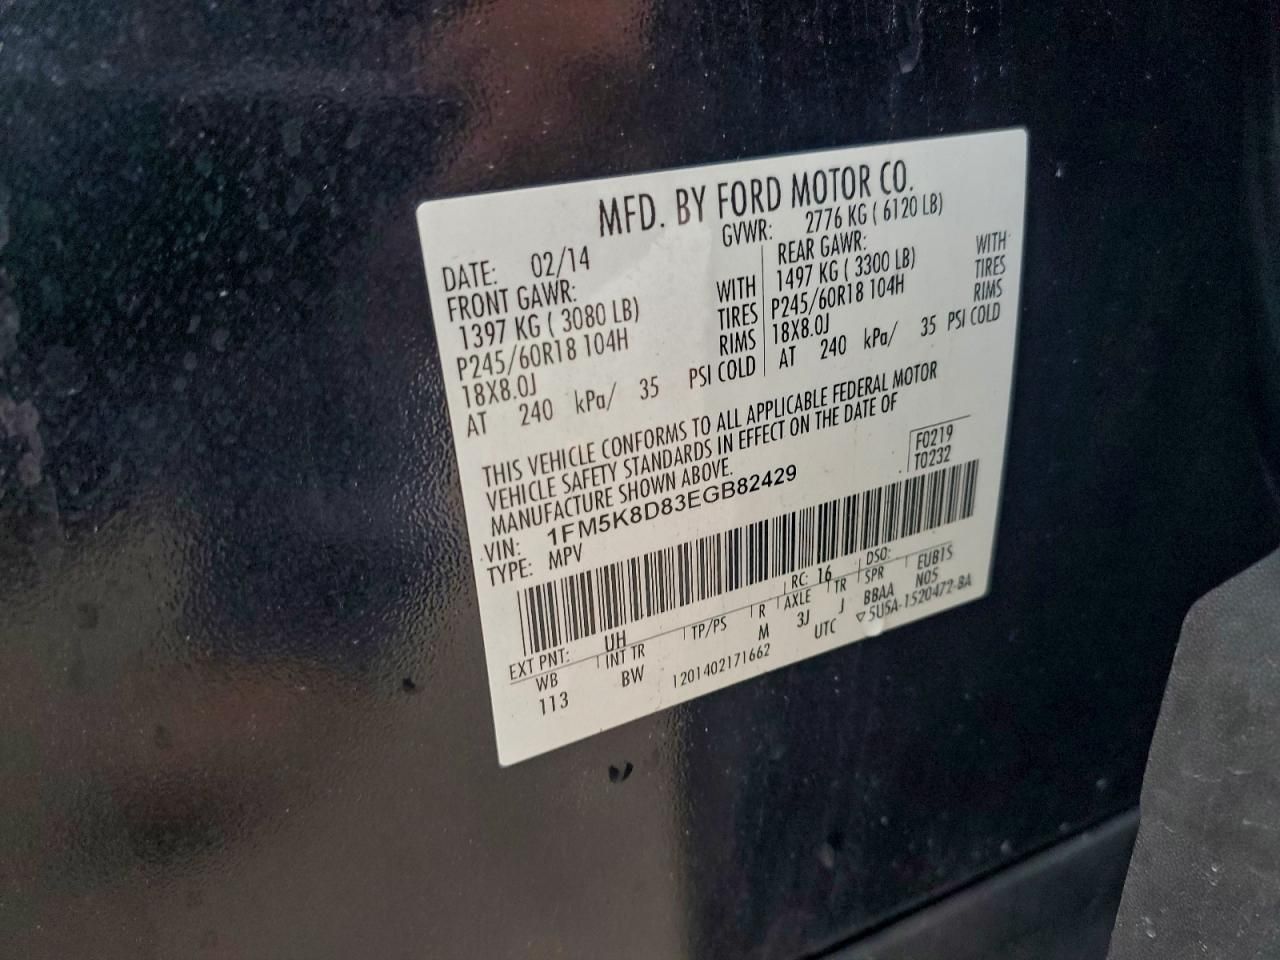 MFD. BY FORD MOTOR CO.
DATE: 02/14 GVWR: 2776 KG ( 6120 LB)
FRONT GAWR: REAR GAWR:
1397 KG ( 3080 LB) WITH 1497 KG ( 3300 LB) WITH
P245/60R18 104H TIRES P245/60R18 104H TIRES
18X8.0J RIMS 18X8.0J RIMS
AT 240 kPa/ 35 PSI COLD AT 240 kPa/ 35 PSI COLD
THIS VEHICLE CONFORMS TO ALL APPLICABLE FEDERAL MOTOR
VEHICLE SAFETY STANDARDS IN EFFECT ON THE DATE OF
MANUFACTURE SHOWN ABOVE.
F0219
T0232
VIN: 1FM5K8D83EGB82429
TYPE: MPV
EXT PNT: UH RC: 16 DSO:
WB INT TR TP/PS R AXLE TR SPR EUB1S
113 BW M 3J J BBAA N05
1201402171662 UTC ▽5U5A-1520472-BA